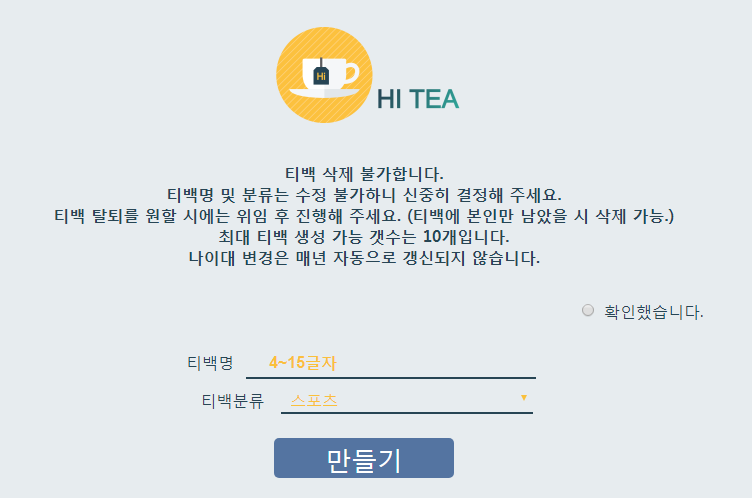 Hi
HI TEA
티백 삭제 불가합니다.
티백명 및 분류는 수정 불가하니 신중히 결정해 주세요.
티백 탈퇴를 원할 시에는 위임 후 진행해 주세요. (티백에 본인만 남았을 시 삭제 가능.)
최대 티백 생성 가능 갯수는 10개입니다.
나이대 변경은 매년 자동으로 갱신되지 않습니다.
확인했습니다.
티백명 4~15글자
티백분류 스포츠
만들기